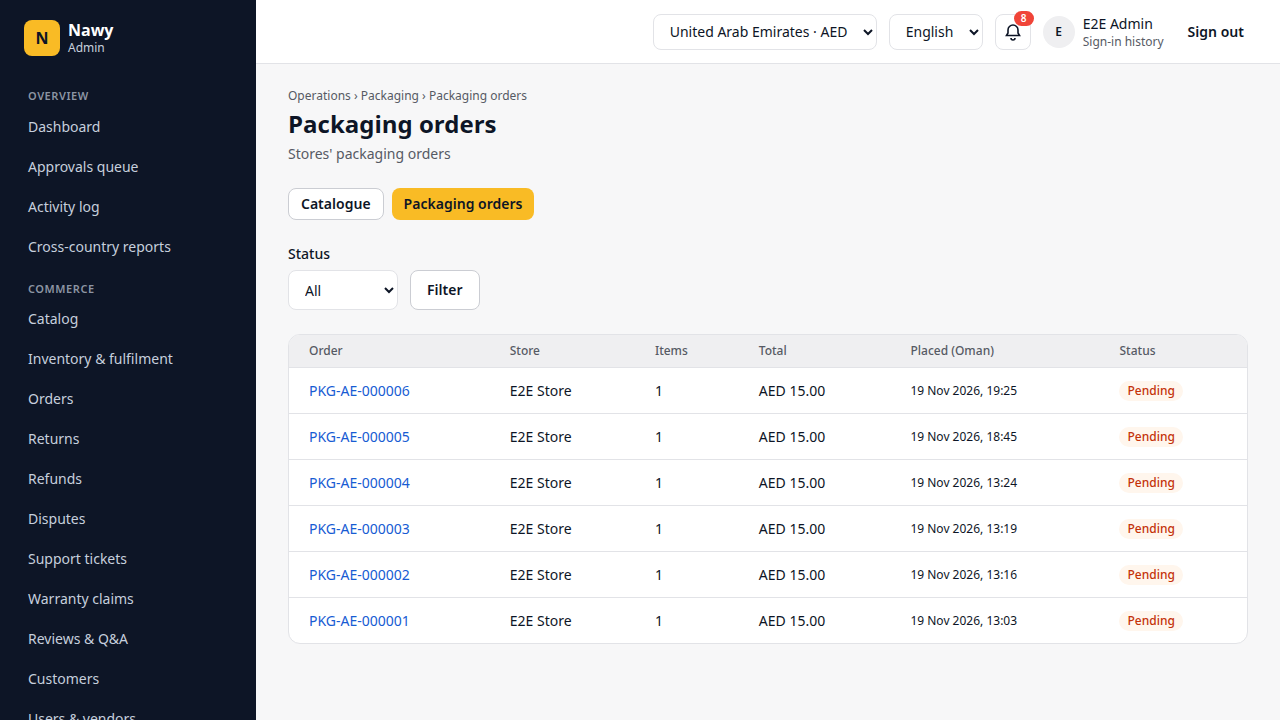 N
Nawy
Admin
OVERVIEW
Dashboard
Approvals queue
Activity log
Cross-country reports
COMMERCE
Catalog
Inventory & fulfilment
Orders
Returns
Refunds
Disputes
Support tickets
Warranty claims
Reviews & Q&A
Customers
Users & vendors
United Arab Emirates · AED
English
8
E
E2E Admin
Sign-in history
Sign out
Operations › Packaging › Packaging orders
Packaging orders
Stores' packaging orders
Catalogue
Packaging orders
Status
All
Filter
Order Store Items Total Placed (Oman) Status
PKG-AE-000006 E2E Store 1 AED 15.00 19 Nov 2026, 19:25 Pending
PKG-AE-000005 E2E Store 1 AED 15.00 19 Nov 2026, 18:45 Pending
PKG-AE-000004 E2E Store 1 AED 15.00 19 Nov 2026, 13:24 Pending
PKG-AE-000003 E2E Store 1 AED 15.00 19 Nov 2026, 13:19 Pending
PKG-AE-000002 E2E Store 1 AED 15.00 19 Nov 2026, 13:16 Pending
PKG-AE-000001 E2E Store 1 AED 15.00 19 Nov 2026, 13:03 Pending